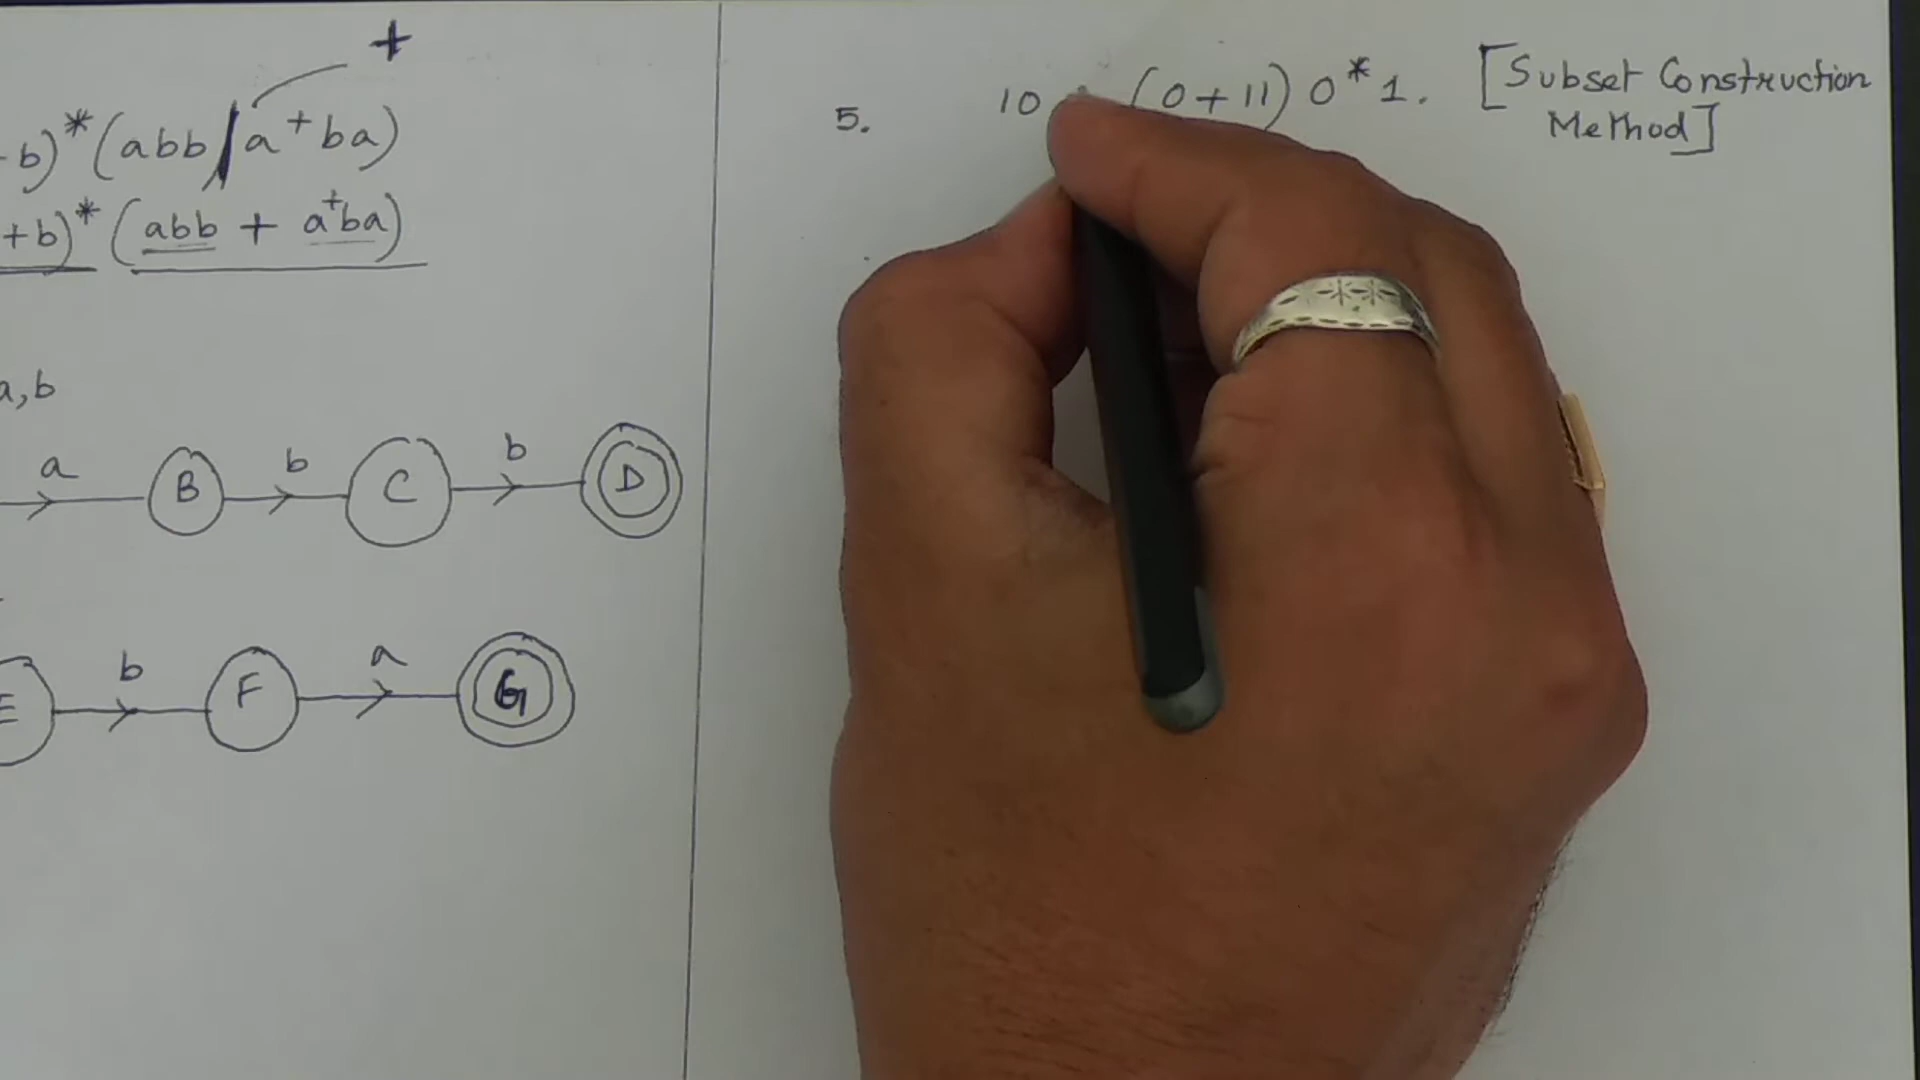 +
-b)*(abb/a+ba)
+b)*(abb + a+ba)
a,b
a B b C b D
E b F a G
5. 10 (0+11)0*1. [Subset Construction
Method]